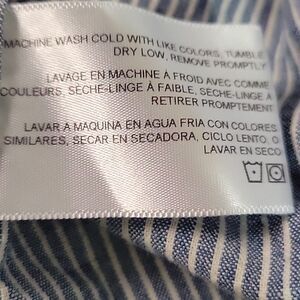 MACHINE WASH COLD WITH LIKE COLORS, TUMBLE
DRY LOW, REMOVE PROMPTLY
LAVAGE EN MACHINE À FROID AVEC COMME
COULEURS, SÈCHE-LINGE À FAIBLE, SÈCHE-LINGE À
RETIRER PROMPTEMENT
LAVAR A MAQUINA EN AGUA FRIA CON COLORES
SIMILARES, SECAR EN SECADORA, CICLO LENTO, O
LAVAR EN SECO